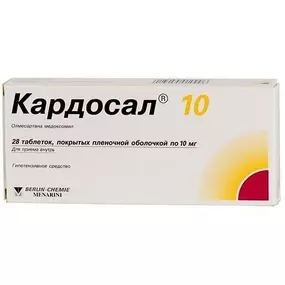 Кардосал® 10
Олмесартана медоксомил
28 таблеток, покрытых пленочной оболочкой по 10 мг
Для приема внутрь
Гипотензивное средство
BERLIN-CHEMIE
MENARINI